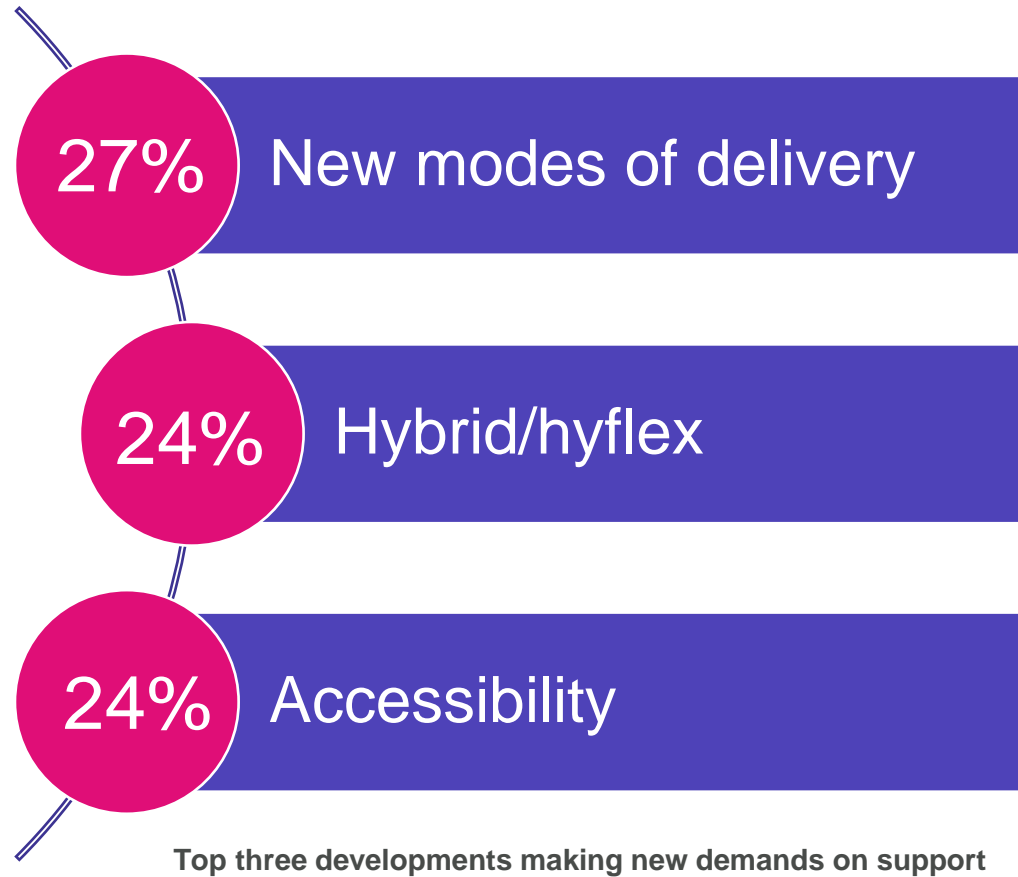 27%
New modes of delivery
24%
Hybrid/hyflex
24%
Accessibility
Top three developments making new demands on support